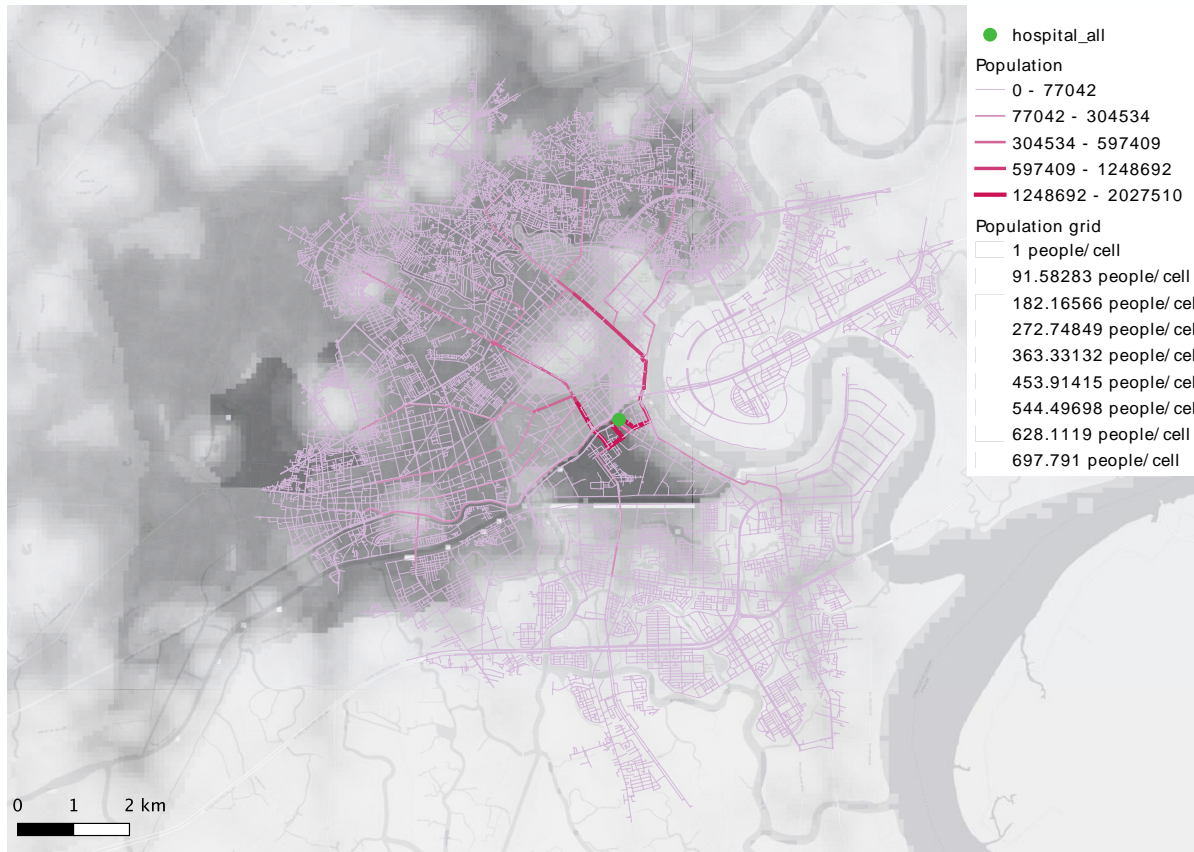 hospital_all
Population
0 - 77042
77042 - 304534
304534 - 597409
597409 - 1248692
1248692 - 2027510
Population grid
1 people/cell
91.58283 people/cell
182.16566 people/cel
272.74849 people/cel
363.33132 people/cel
453.91415 people/cel
544.49698 people/cel
628.1119 people/cell
697.791 people/cell
0 1 2 km